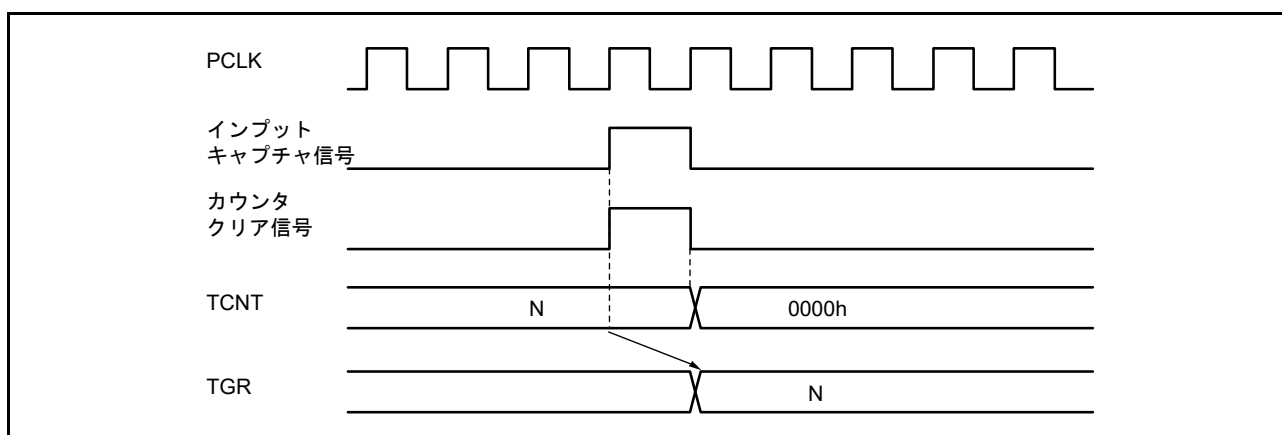 PCLK
インプット
キャプチャ信号
カウンタ
クリア信号
TCNT
N
0000h
TGR
N